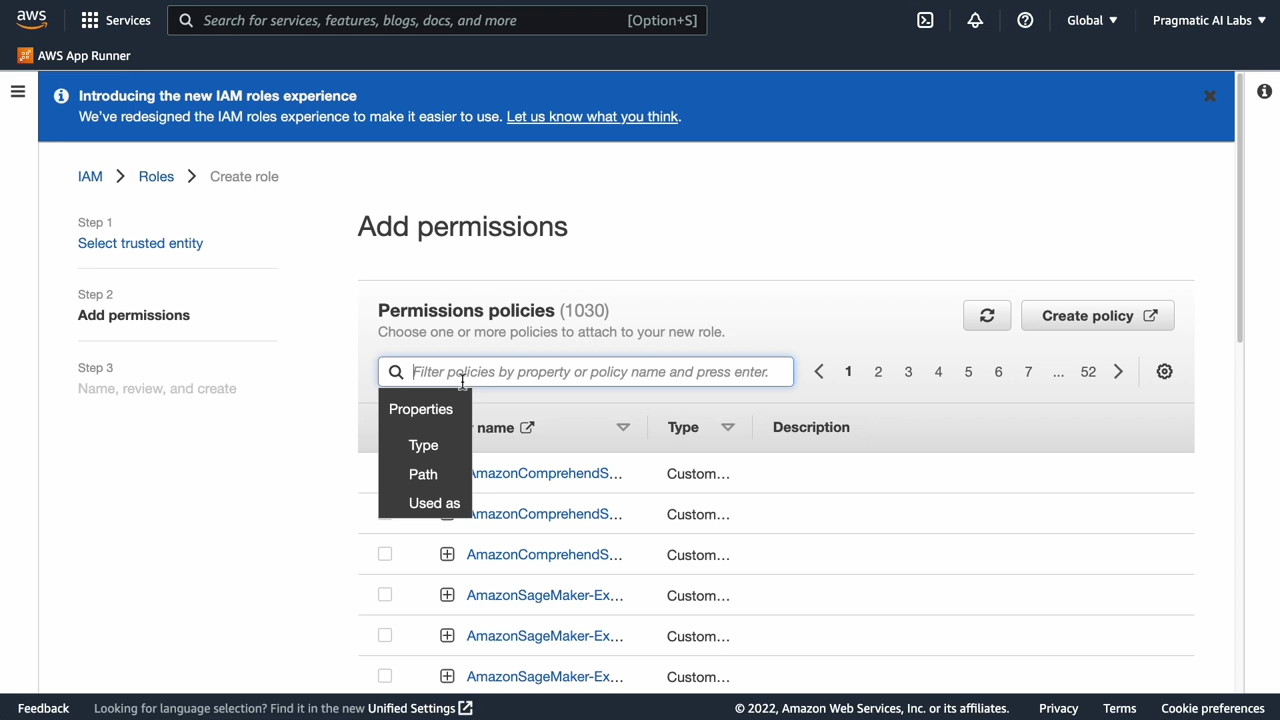 aws
Services
Search for services, features, blogs, docs, and more
[Option+S]
Global
Pragmatic AI Labs
AWS App Runner
Introducing the new IAM roles experience
We've redesigned the IAM roles experience to make it easier to use. Let us know what you think.
IAM
Roles
Create role
Step 1
Select trusted entity
Step 2
Add permissions
Step 3
Name, review, and create
Add permissions
Permissions policies (1030)
Choose one or more policies to attach to your new role.
Create policy
Filter policies by property or policy name and press enter.
1 2 3 4 5 6 7 ... 52
Properties
Type
Path
Used as
name
Type
Description
AmazonComprehendS...
Custom...
AmazonComprehendS...
Custom...
AmazonComprehendS...
Custom...
AmazonSageMaker-Ex...
Custom...
AmazonSageMaker-Ex...
Custom...
AmazonSageMaker-Ex...
Custom...
Feedback
Looking for language selection? Find it in the new Unified Settings
© 2022, Amazon Web Services, Inc. or its affiliates.
Privacy
Terms
Cookie preferences